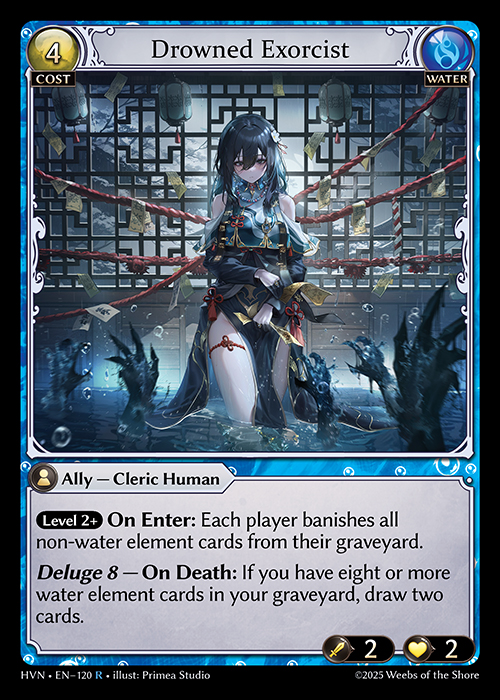 4
Drowned Exorcist
COST
WATER
Ally — Cleric Human
Level 2+ On Enter: Each player banishes all
non-water element cards from their graveyard.
Deluge 8 — On Death: If you have eight or more
water element cards in your graveyard, draw two
cards.
2
2
HVN • EN-120 R • illust: Primea Studio
©2025 Weebs of the Shore